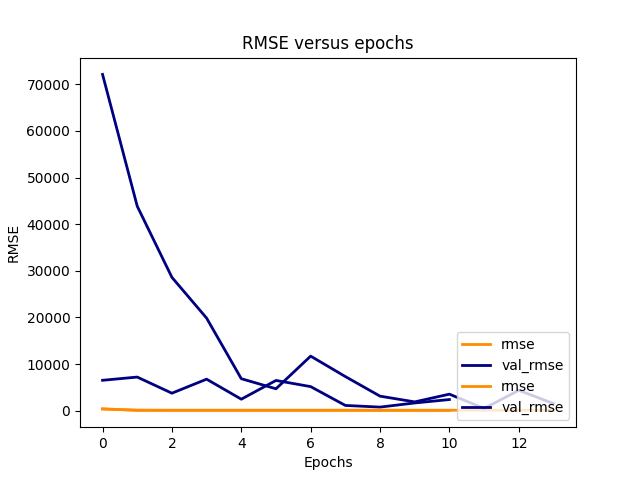 RMSE versus epochs
70000
60000
50000
40000
30000
20000
10000
0
RMSE
rmse
val_rmse
rmse
val_rmse
0 2 4 6 8 10 12
Epochs